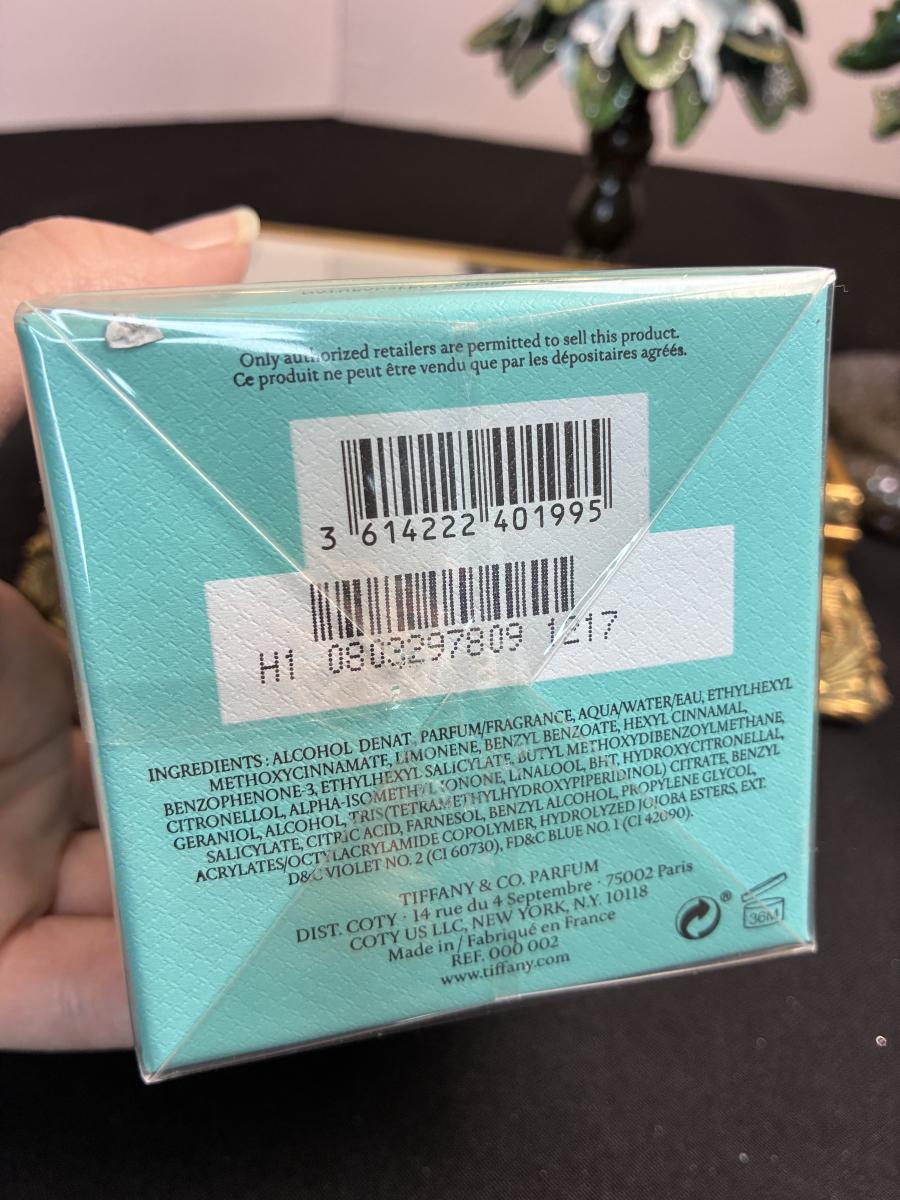 Only authorized retailers are permitted to sell this product.
Ce produit ne peut être vendu que par les dépositaires agréés.
3 614222 401995
H1 0803297809 1217
INGREDIENTS : ALCOHOL DENAT., PARFUM/FRAGRANCE, AQUA/WATER/EAU, ETHYLHEXYL
METHOXYCINNAMATE, LIMONENE, BENZYL BENZOATE, HEXYL CINNAMAL,
BENZOPHENONE-3, ETHYLHEXYL SALICYLATE, BUTYL METHOXYDIBENZOYLMETHANE,
CITRONELLOL, ALPHA-ISOMETHYL IONONE, LINALOOL, BHT, HYDROXYCITRONELLAL,
GERANIOL, ALCOHOL, TRIS(TETRAMETHYLHYDROXYPIPERIDINOL) CITRATE, BENZYL
SALICYLATE, CITRIC ACID, FARNESOL, BENZYL ALCOHOL, PROPYLENE GLYCOL,
ACRYLATES/OCTYLACRYLAMIDE COPOLYMER, HYDROLYZED JOJOBA ESTERS, EXT.
D&C VIOLET NO. 2 (CI 60730), FD&C BLUE NO. 1 (CI 42090).
TIFFANY & CO. PARFUM
DIST. COTY · 14 rue du 4 Septembre · 75002 Paris
COTY US LLC, NEW YORK, N.Y. 10118
Made in / Fabriqué en France
REF. 000 002
www.tiffany.com
®
36M